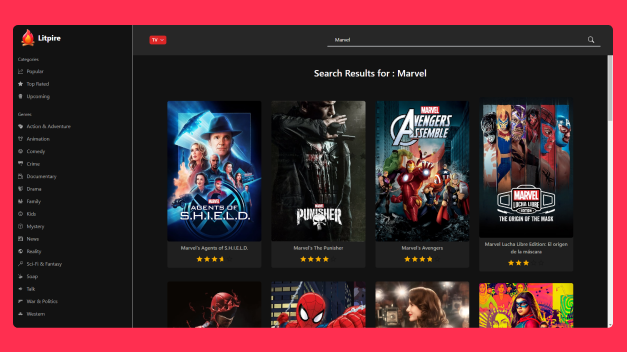 Litpire
TV
Marvel
Categories
Popular
Top Rated
Upcoming
Genres
Action & Adventure
Animation
Comedy
Crime
Documentary
Drama
Family
Kids
Mystery
News
Reality
Sci-Fi & Fantasy
Soap
Talk
War & Politics
Western
Search Results for : Marvel
MARVEL
AGENTS OF
S.H.I.E.L.D.
MARVEL
PUNISHER
MARVEL
AVENGERS
ASSEMBLE
MARVEL
LUCHA LIBRE
EDITION
THE ORIGIN OF THE MASK
Marvel's Agents of S.H.I.E.L.D.
Marvel's The Punisher
Marvel's Avengers
Marvel Lucha Libre Edition: El origen
de la máscara